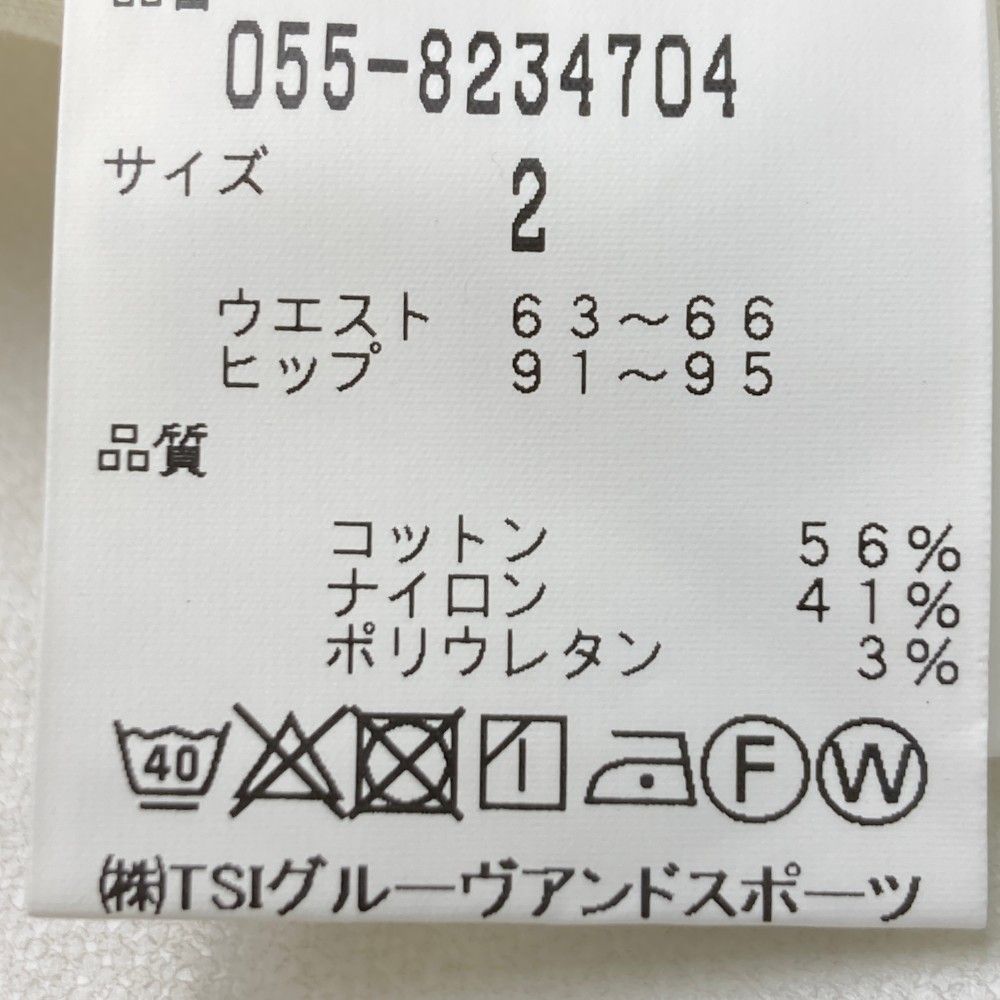 品番
055-8234704
サイズ 2
ウエスト 63～66
ヒップ 91～95
品質
コットン 56%
ナイロン 41%
ポリウレタン 3%
40 F W
㈱TSIグルーヴアンドスポーツ